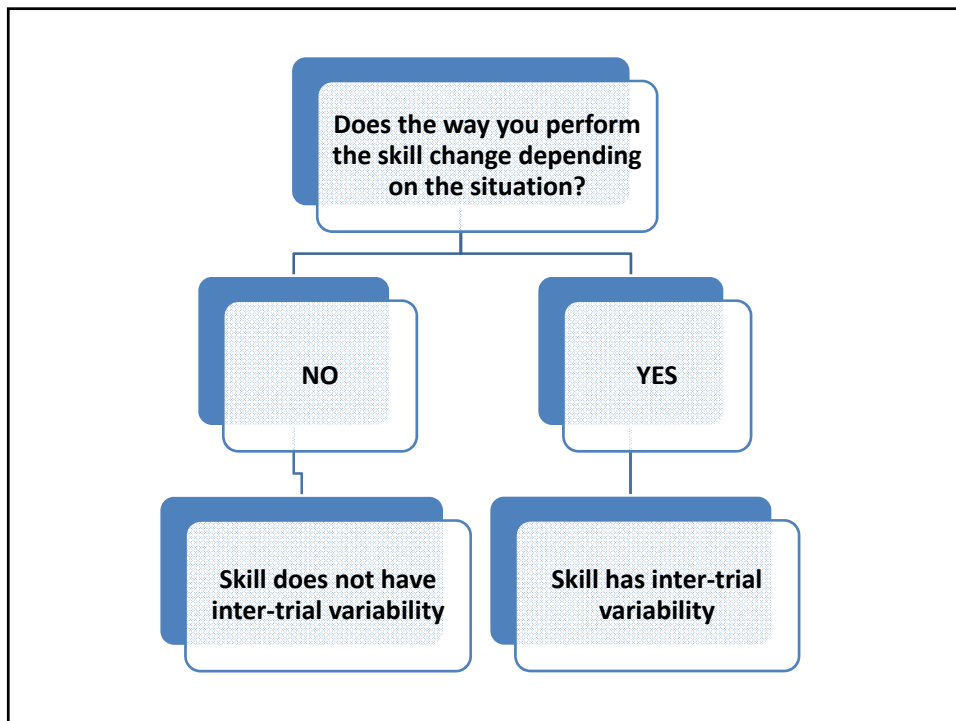 Does the way you perform
the skill change depending
on the situation?
NO
YES
Skill does not have
inter-trial variability
Skill has inter-trial
variability